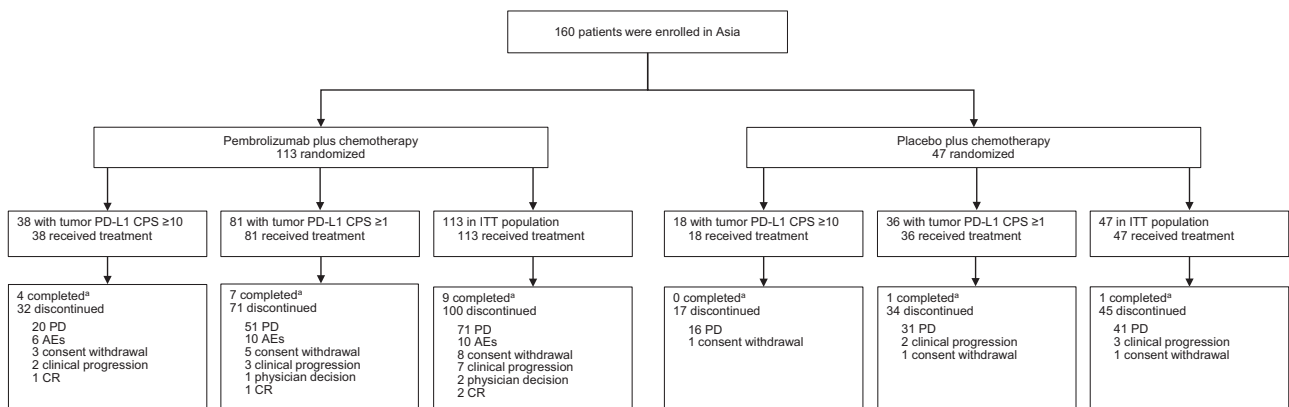 160 patients were enrolled in Asia
Pembrolizumab plus chemotherapy
113 randomized
Placebo plus chemotherapy
47 randomized
38 with tumor PD-L1 CPS ≥10
38 received treatment
81 with tumor PD-L1 CPS ≥1
81 received treatment
113 in ITT population
113 received treatment
18 with tumor PD-L1 CPS ≥10
18 received treatment
36 with tumor PD-L1 CPS ≥1
36 received treatment
47 in ITT population
47 received treatment
4 completedᵃ
32 discontinued
20 PD
6 AEs
3 consent withdrawal
2 clinical progression
1 CR
7 completedᵃ
71 discontinued
51 PD
10 AEs
5 consent withdrawal
3 clinical progression
1 physician decision
1 CR
9 completedᵃ
100 discontinued
71 PD
10 AEs
8 consent withdrawal
7 clinical progression
2 physician decision
2 CR
0 completedᵃ
17 discontinued
16 PD
1 consent withdrawal
1 completedᵃ
34 discontinued
31 PD
2 clinical progression
1 consent withdrawal
1 completedᵃ
45 discontinued
41 PD
3 clinical progression
1 consent withdrawal